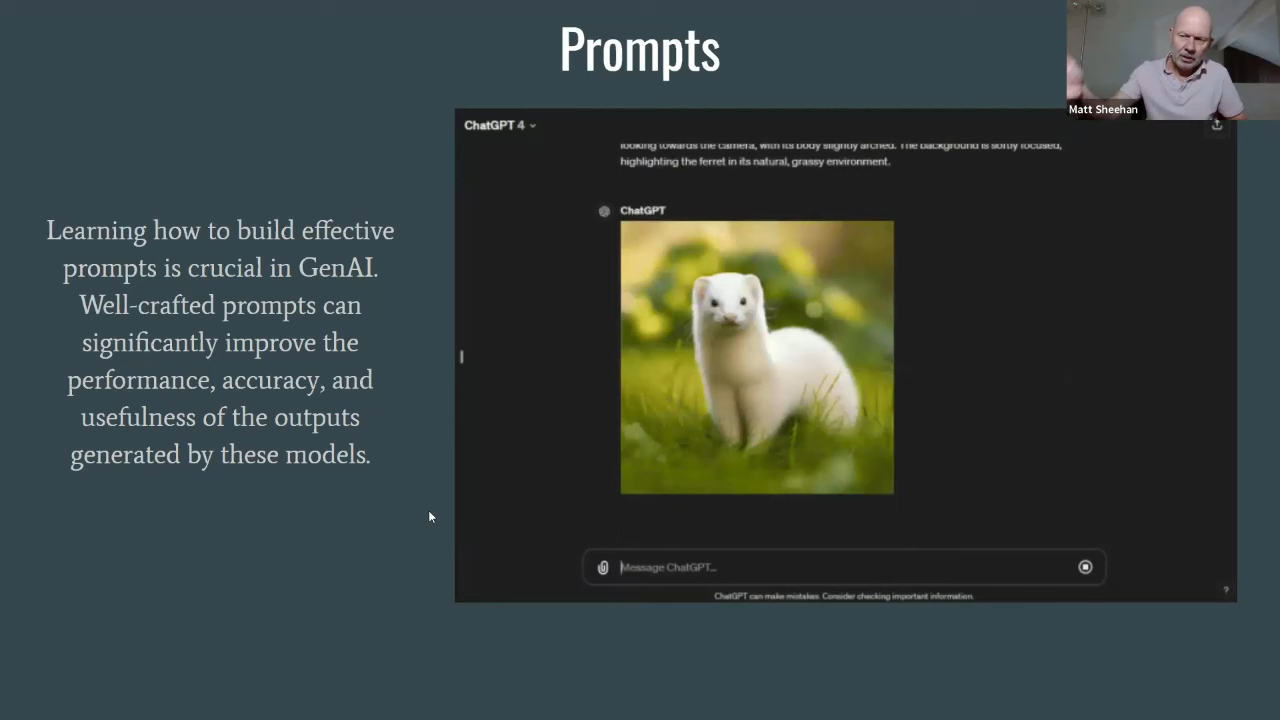 Prompts
Matt Sheehan
Learning how to build effective
prompts is crucial in GenAI.
Well-crafted prompts can
significantly improve the
performance, accuracy, and
usefulness of the outputs
generated by these models.
ChatGPT 4
looking towards the camera, with its body slightly arched. The background is softly focused,
highlighting the ferret in its natural, grassy environment.
ChatGPT
Message ChatGPT...
ChatGPT can make mistakes. Consider checking important information.
?